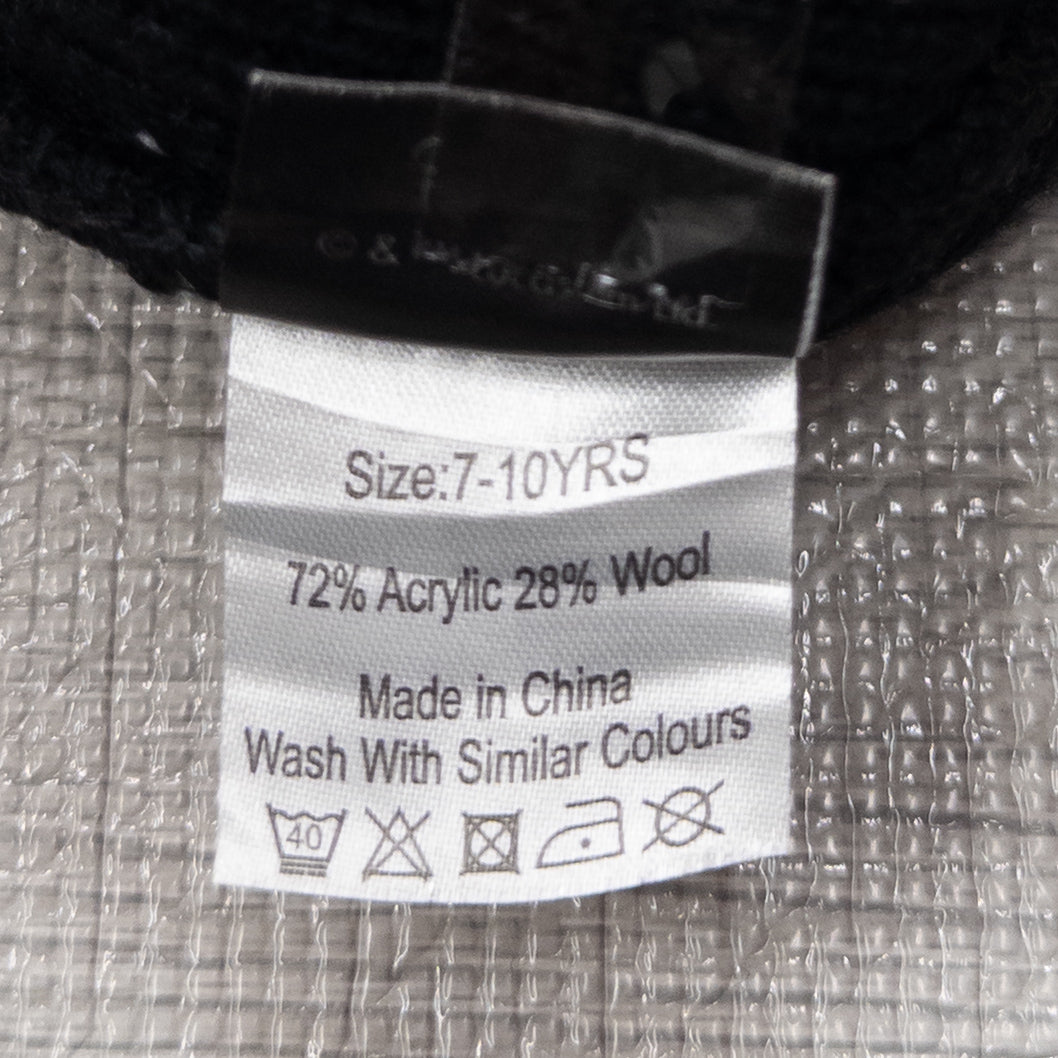 © &
Size:7-10YRS
72% Acrylic 28% Wool
Made in China
Wash With Similar Colours
40